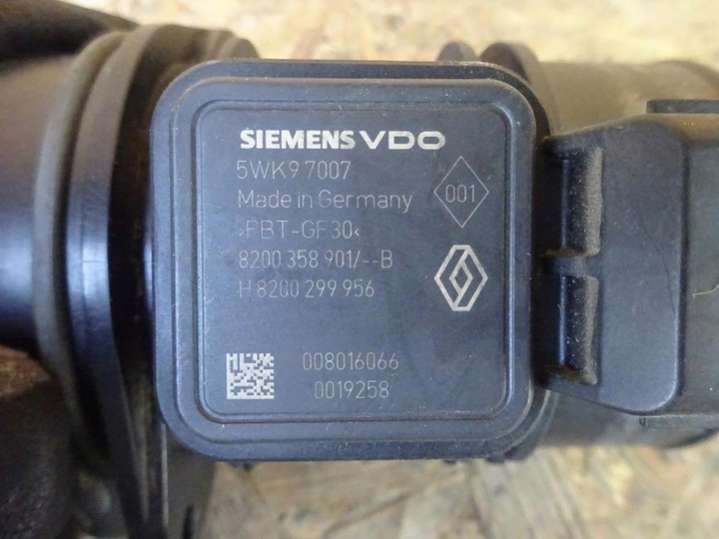 SIEMENS VDO
5WK9 7007
Made in Germany
001
>PBT-GF30<
8200 358 901/--B
H 8200 299 956
008016066
0019258